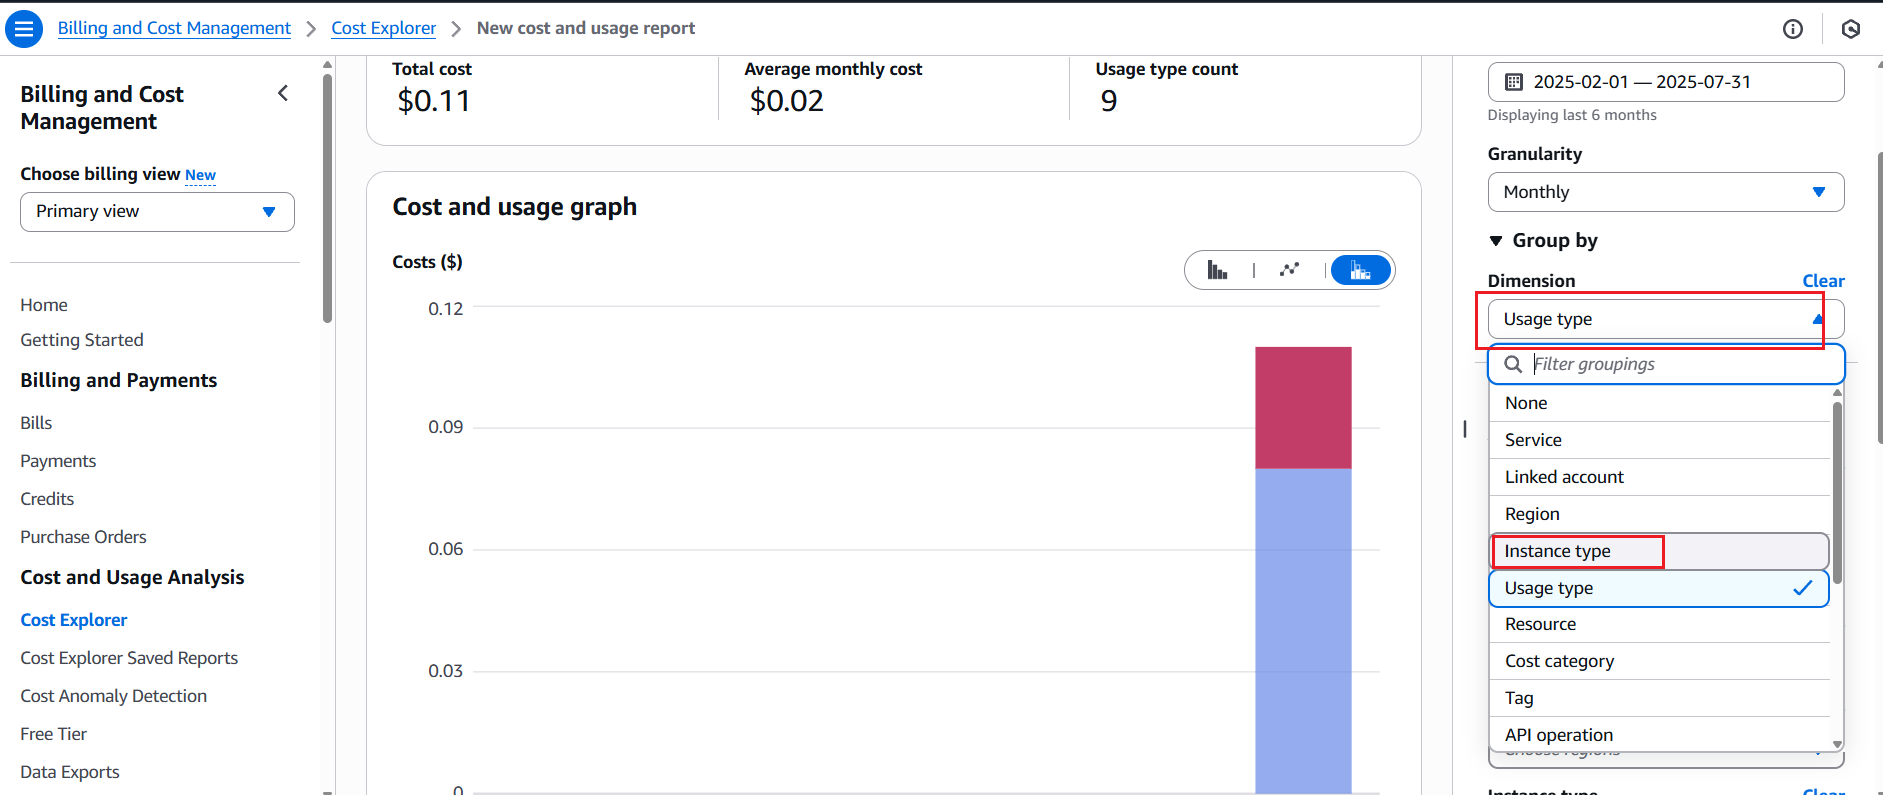 Billing and Cost Management > Cost Explorer > New cost and usage report
Billing and Cost
Management
Choose billing view New
Primary view
Home
Getting Started
Billing and Payments
Bills
Payments
Credits
Purchase Orders
Cost and Usage Analysis
Cost Explorer
Cost Explorer Saved Reports
Cost Anomaly Detection
Free Tier
Data Exports
Total cost
$0.11
Average monthly cost
$0.02
Usage type count
9
Cost and usage graph
Costs ($)
0.12
0.09
0.06
0.03
0
2025-02-01 — 2025-07-31
Displaying last 6 months
Granularity
Monthly
Group by
Dimension Clear
Usage type
Filter groupings
None
Service
Linked account
Region
Instance type
Usage type
Resource
Cost category
Tag
API operation
Choose regions
Instance type Clear